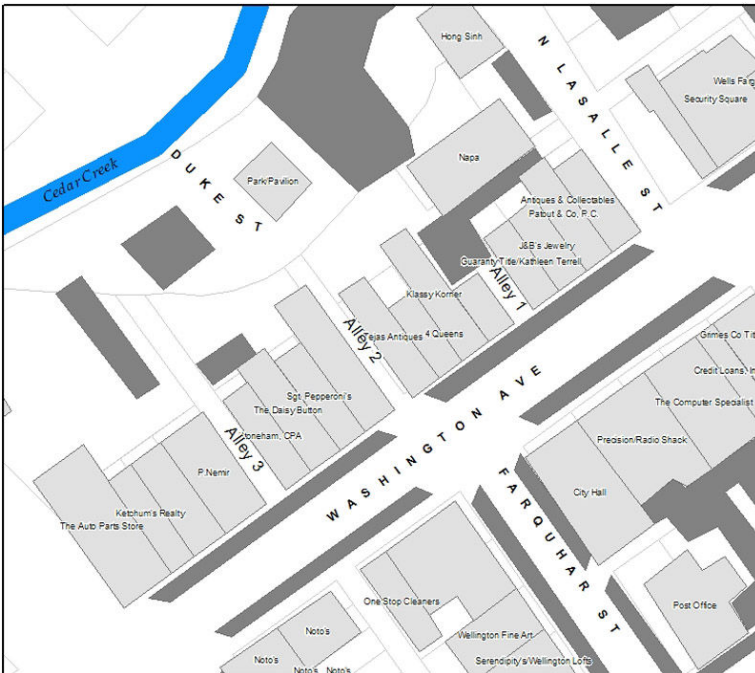 Hong Sinh
N LASALLE ST
Security Square
Cedar Creek
DUKE ST
Park/Pavilion
Napa
Antiques & Collectables
Patout & Co, P.C.
J&B's Jewelry
Guaranty Title/Kathleen Terrell
Alley 1
Klassy Korner
Alley 2
Tejas Antiques
4 Queens
Grimes Co Tit
Credit Loans, In
The Computer Specialist
WASHINGTON AVE
Sgt. Pepperoni's
The Daisy Button
Alley 3
Precision/Radio Shack
P.Nemir
FARQUHAR ST
City Hall
Ketchum's Realty
The Auto Parts Store
One Stop Cleaners
Post Office
Noto's
Wellington Fine Art
Noto's
Serendipity's/Wellington Lofts
Noto's
Noto's